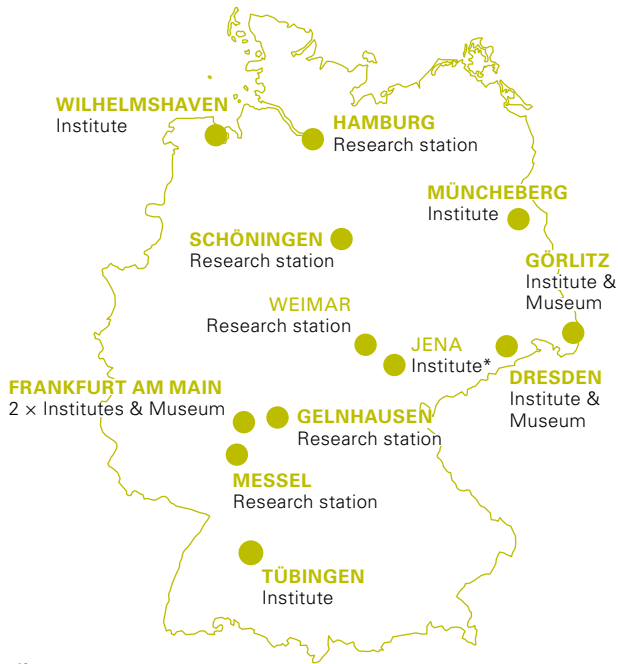 WILHELMSHAVEN
Institute
HAMBURG
Research station
MÜNCHEBERG
Institute
SCHÖNINGEN
Research station
GÖRLITZ
Institute &
Museum
WEIMAR
Research station
JENA
Institute*
DRESDEN
Institute &
Museum
FRANKFURT AM MAIN
2 × Institutes & Museum
GELNHAUSEN
Research station
MESSEL
Research station
TÜBINGEN
Institute